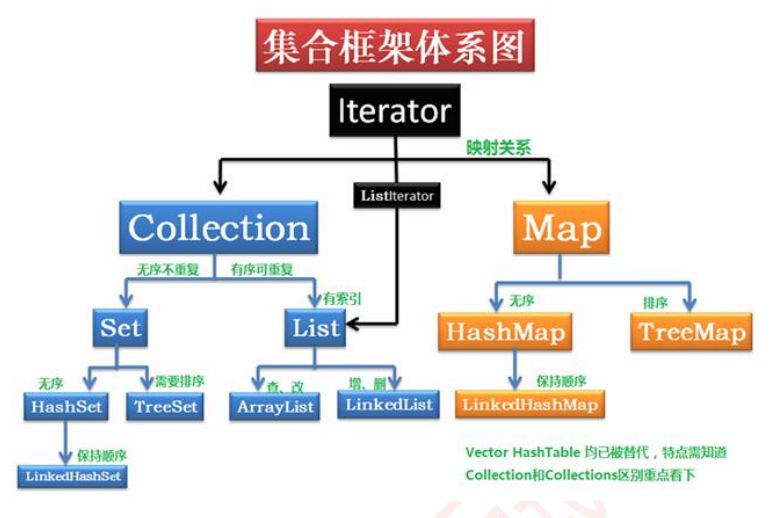 集合框架体系图
Iterator
映射关系
ListIterator
Collection
Map
无序不重复
有序可重复
有索引
无序
排序
Set
List
HashMap
TreeMap
无序
需要排序
查、改
增、删
保持顺序
HashSet
TreeSet
ArrayList
LinkedList
LinkedHashMap
保持顺序
LinkedHashSet
Vector HashTable 均已被替代，特点需知道
Collection和Collections区别重点看下